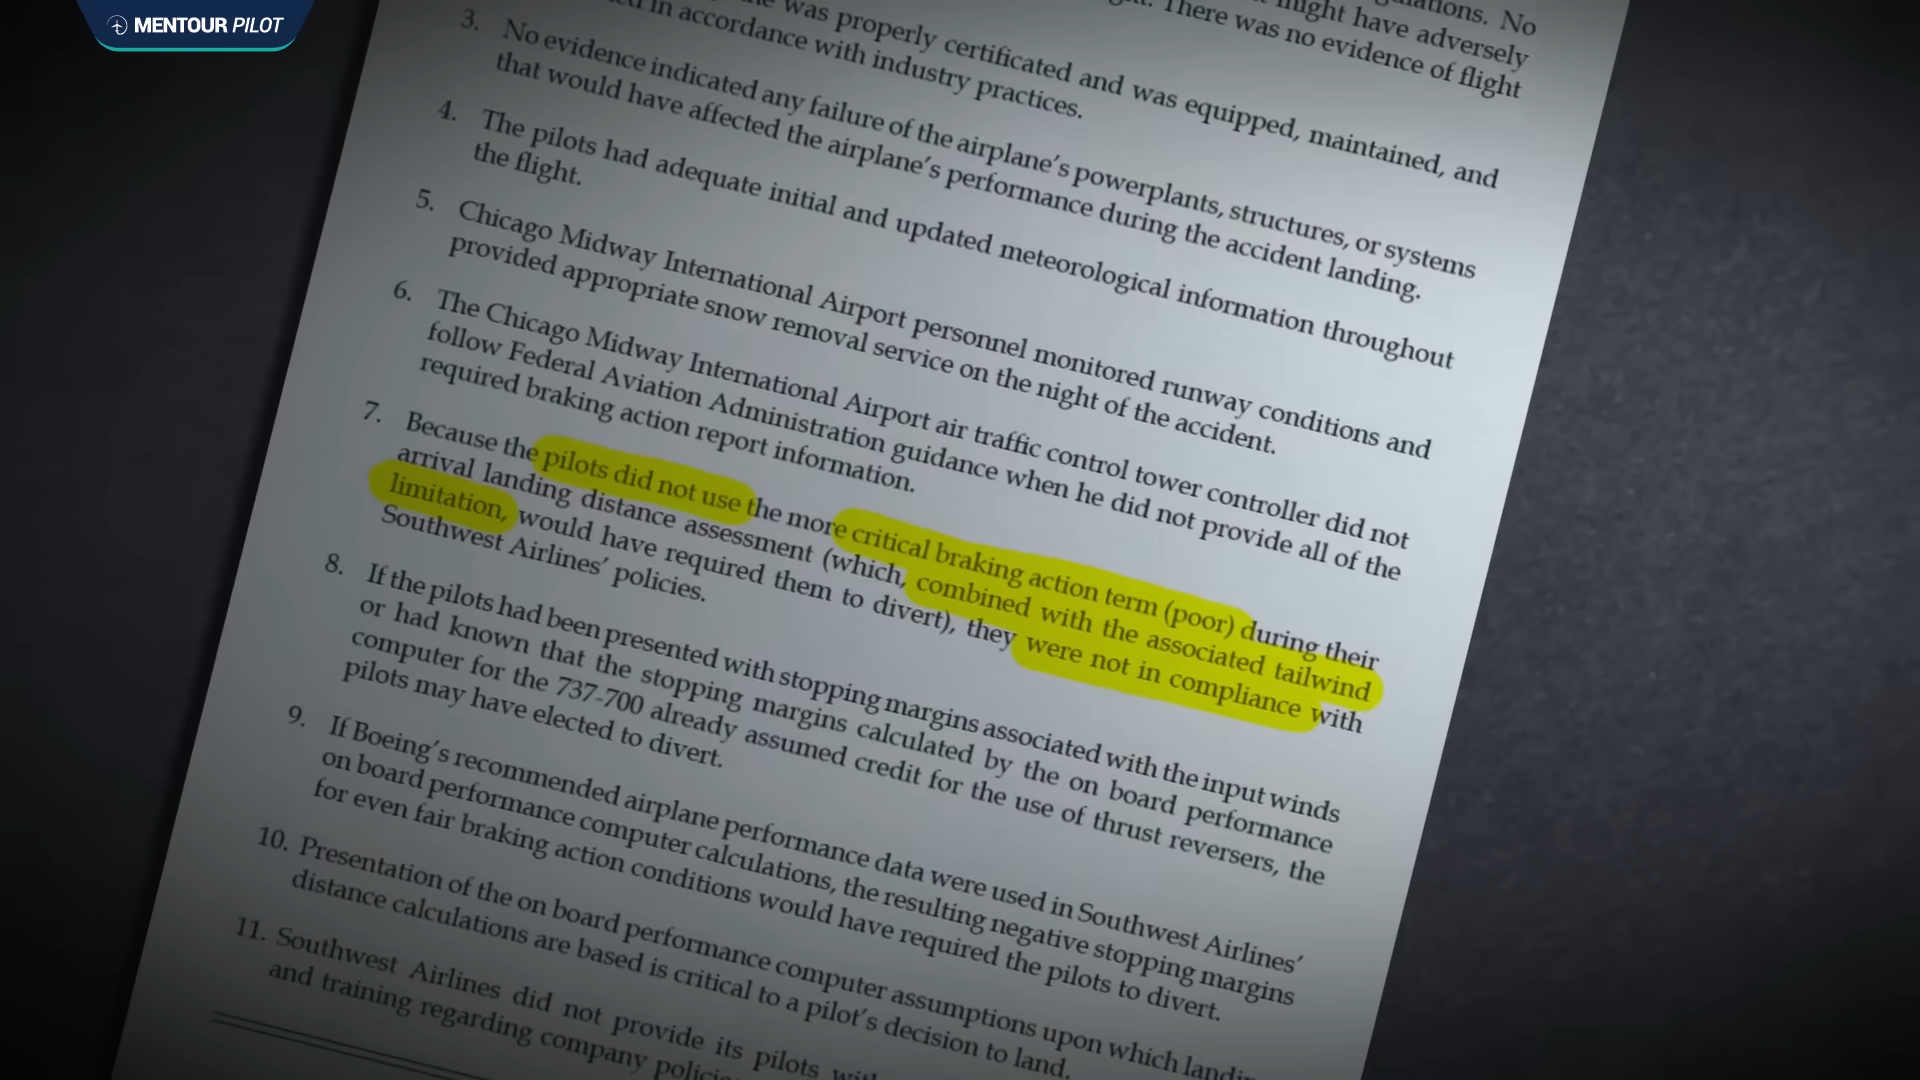 MENTOUR PILOT
No
might have adversely
There was no evidence of flight
was properly certificated and was equipped, maintained, and
in accordance with industry practices.
3. No evidence indicated any failure of the airplane's powerplants, structures, or systems
that would have affected the airplane's performance during the accident landing.
4. The pilots had adequate initial and updated meteorological information throughout
the flight.
5. Chicago Midway International Airport personnel monitored runway conditions and
provided appropriate snow removal service on the night of the accident.
6. The Chicago Midway International Airport air traffic control tower controller did not
follow Federal Aviation Administration guidance when he did not provide all of the
required braking action report information.
7. Because the pilots did not use the more critical braking action term (poor) during their
arrival landing distance assessment (which, combined with the associated tailwind
limitation, would have required them to divert), they were not in compliance with
Southwest Airlines' policies.
8. If the pilots had been presented with stopping margins associated with the input winds
or had known that the stopping margins calculated by the on board performance
computer for the 737-700 already assumed credit for the use of thrust reversers, the
pilots may have elected to divert.
9. If Boeing's recommended airplane performance data were used in Southwest Airlines'
on board performance computer calculations, the resulting negative stopping margins
for even fair braking action conditions would have required the pilots to divert.
10. Presentation of the on board performance computer assumptions upon which
distance calculations are based is critical to a pilot's decision to land.
11. Southwest Airlines did not provide its pilots
and training regarding company